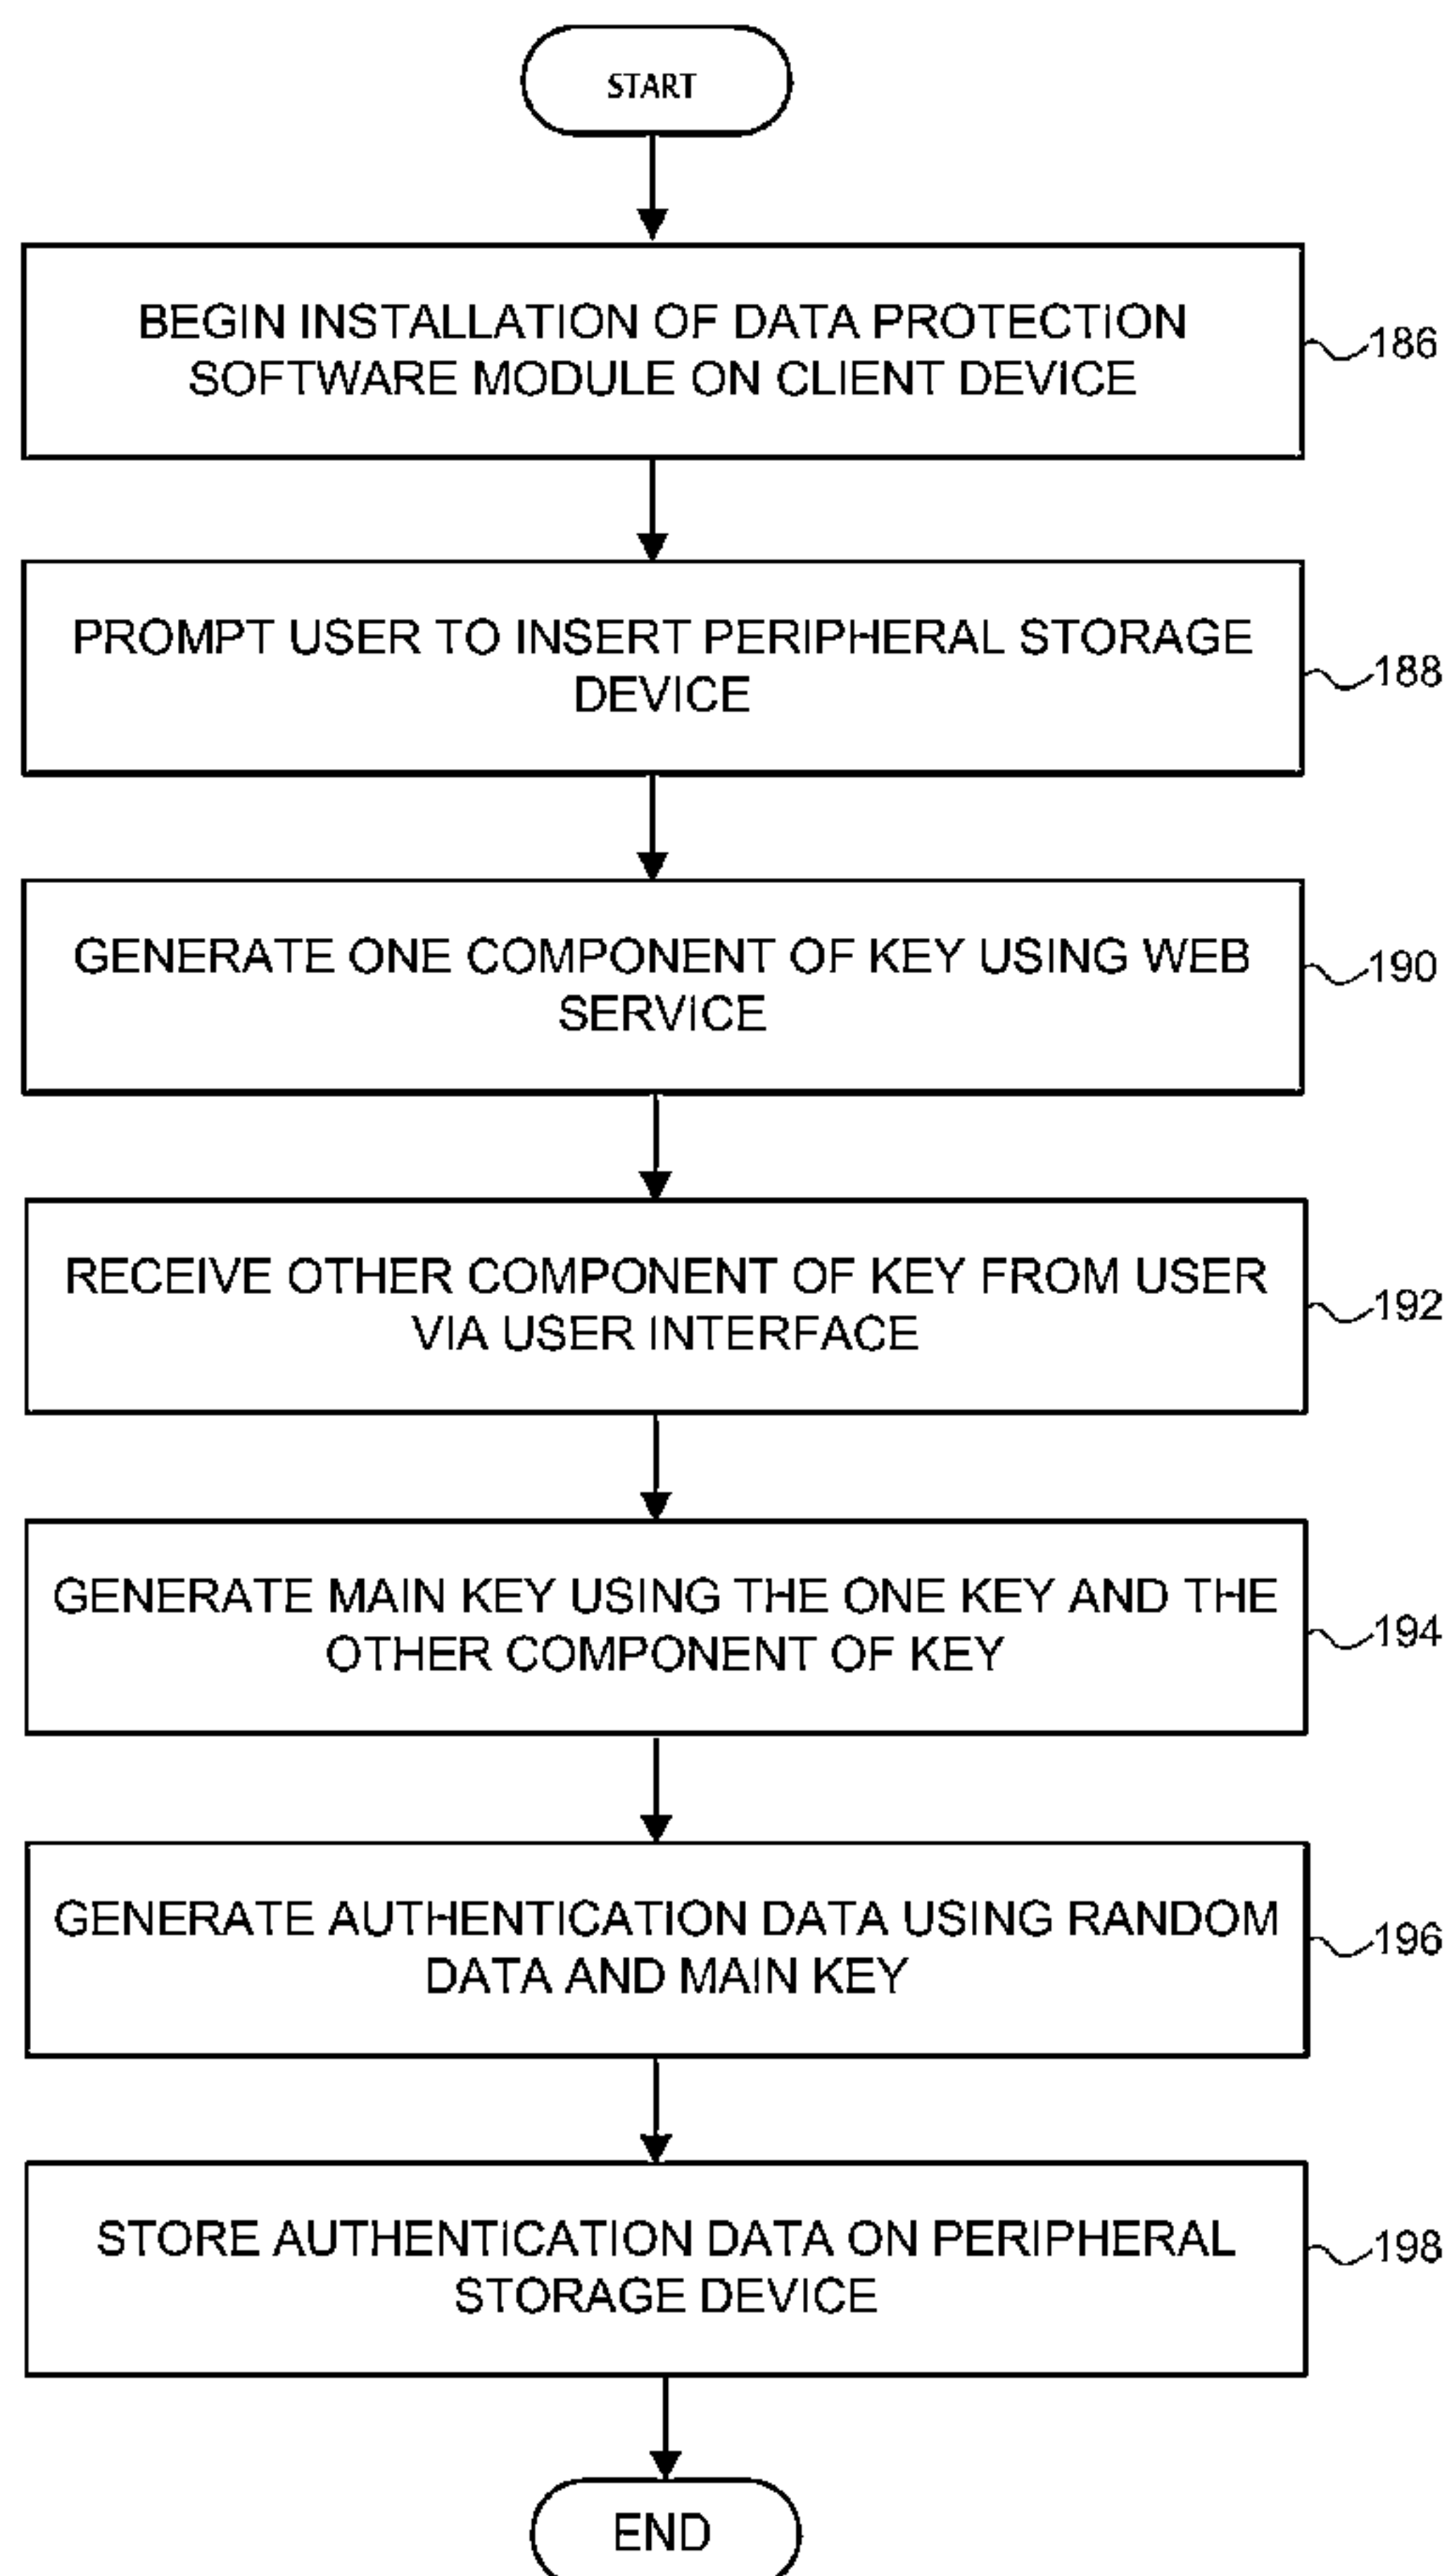 START
BEGIN INSTALLATION OF DATA PROTECTION
SOFTWARE MODULE ON CLIENT DEVICE
186
PROMPT USER TO INSERT PERIPHERAL STORAGE
DEVICE
188
GENERATE ONE COMPONENT OF KEY USING WEB
SERVICE
190
RECEIVE OTHER COMPONENT OF KEY FROM USER
VIA USER INTERFACE
192
GENERATE MAIN KEY USING THE ONE KEY AND THE
OTHER COMPONENT OF KEY
194
GENERATE AUTHENTICATION DATA USING RANDOM
DATA AND MAIN KEY
196
STORE AUTHENTICATION DATA ON PERIPHERAL
STORAGE DEVICE
198
END